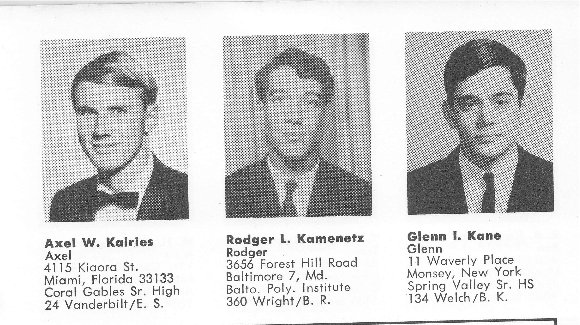 Axel W. Kairies
Axel
4115 Kiaora St.
Miami, Florida 33133
Coral Gables Sr. High
24 Vanderbilt/E. S.
Rodger L. Kamenetz
Rodger
3656 Forest Hill Road
Baltimore 7, Md.
Balto. Poly. Institute
360 Wright/B. R.
Glenn I. Kane
Glenn
11 Waverly Place
Monsey, New York
Spring Valley Sr. HS
134 Welch/B. K.